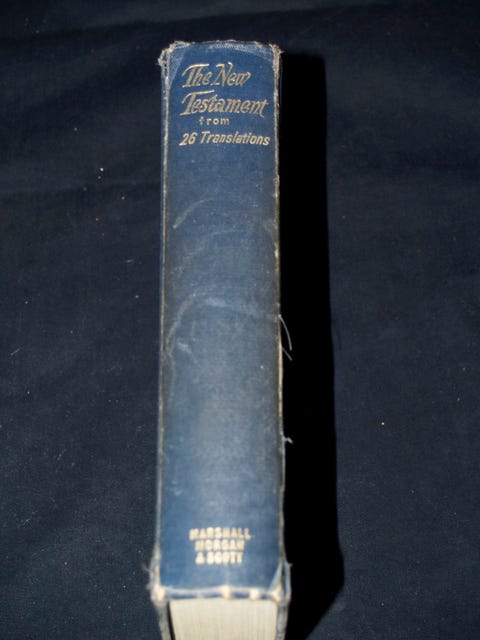 The New
Testament
from
26 Translations
MARSHALL
MORGAN
& SCOTT